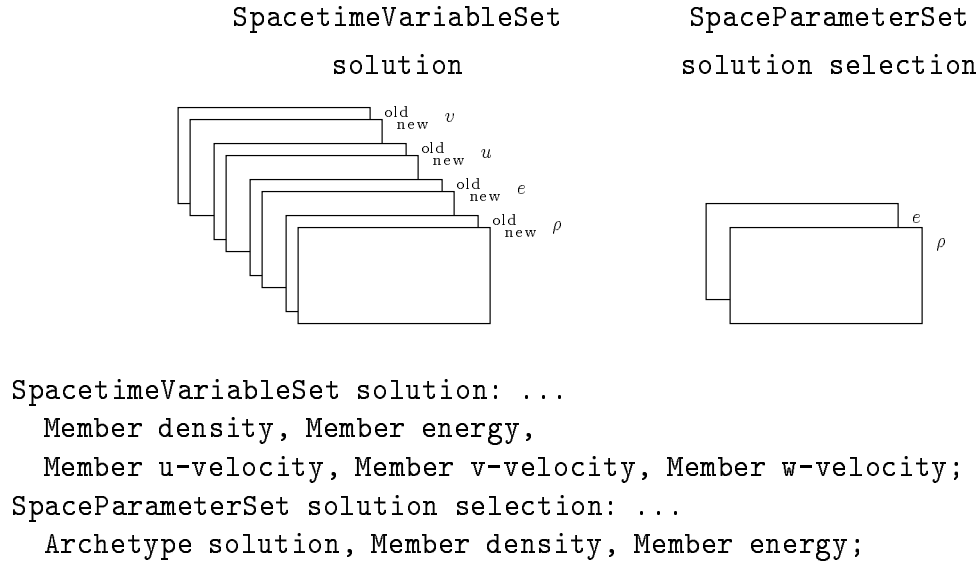 SpacetimeVariableSet
solution
SpaceParameterSet
solution selection
old
new v
old
new u
old
new e
old
new ρ
e
ρ
SpacetimeVariableSet solution: ...
Member density, Member energy,
Member u-velocity, Member v-velocity, Member w-velocity;
SpaceParameterSet solution selection: ...
Archetype solution, Member density, Member energy;